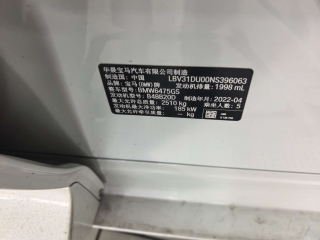 华晨宝马汽车有限公司制造
制造国：中国 LBV31DU00NS396063
品牌：宝马(BMW)牌 发动机排量：1998 mL
整车型号：BMW6475GS
发动机型号：B48B20D 制造年月：2022-04
最大允许总质量：2510 kg 乘坐人数：5
发动机最大净功率：185 kW
最大允许牵引质量：— kg